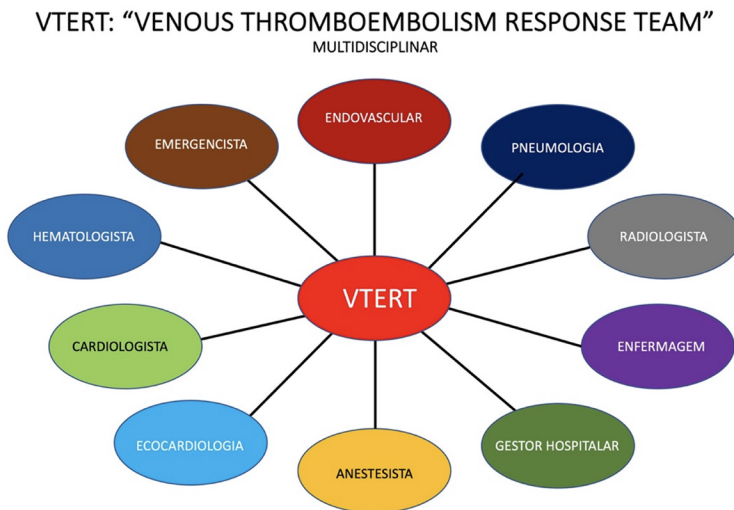 VTERT: “VENOUS THROMBOEMBOLISM RESPONSE TEAM”
MULTIDISCIPLINAR
ENDOVASCULAR
EMERGENCISTA
PNEUMOLOGIA
HEMATOLOGISTA
RADIOLOGISTA
VTERT
CARDIOLOGISTA
ENFERMAGEM
ECOCARDIOLOGIA
GESTOR HOSPITALAR
ANESTESISTA